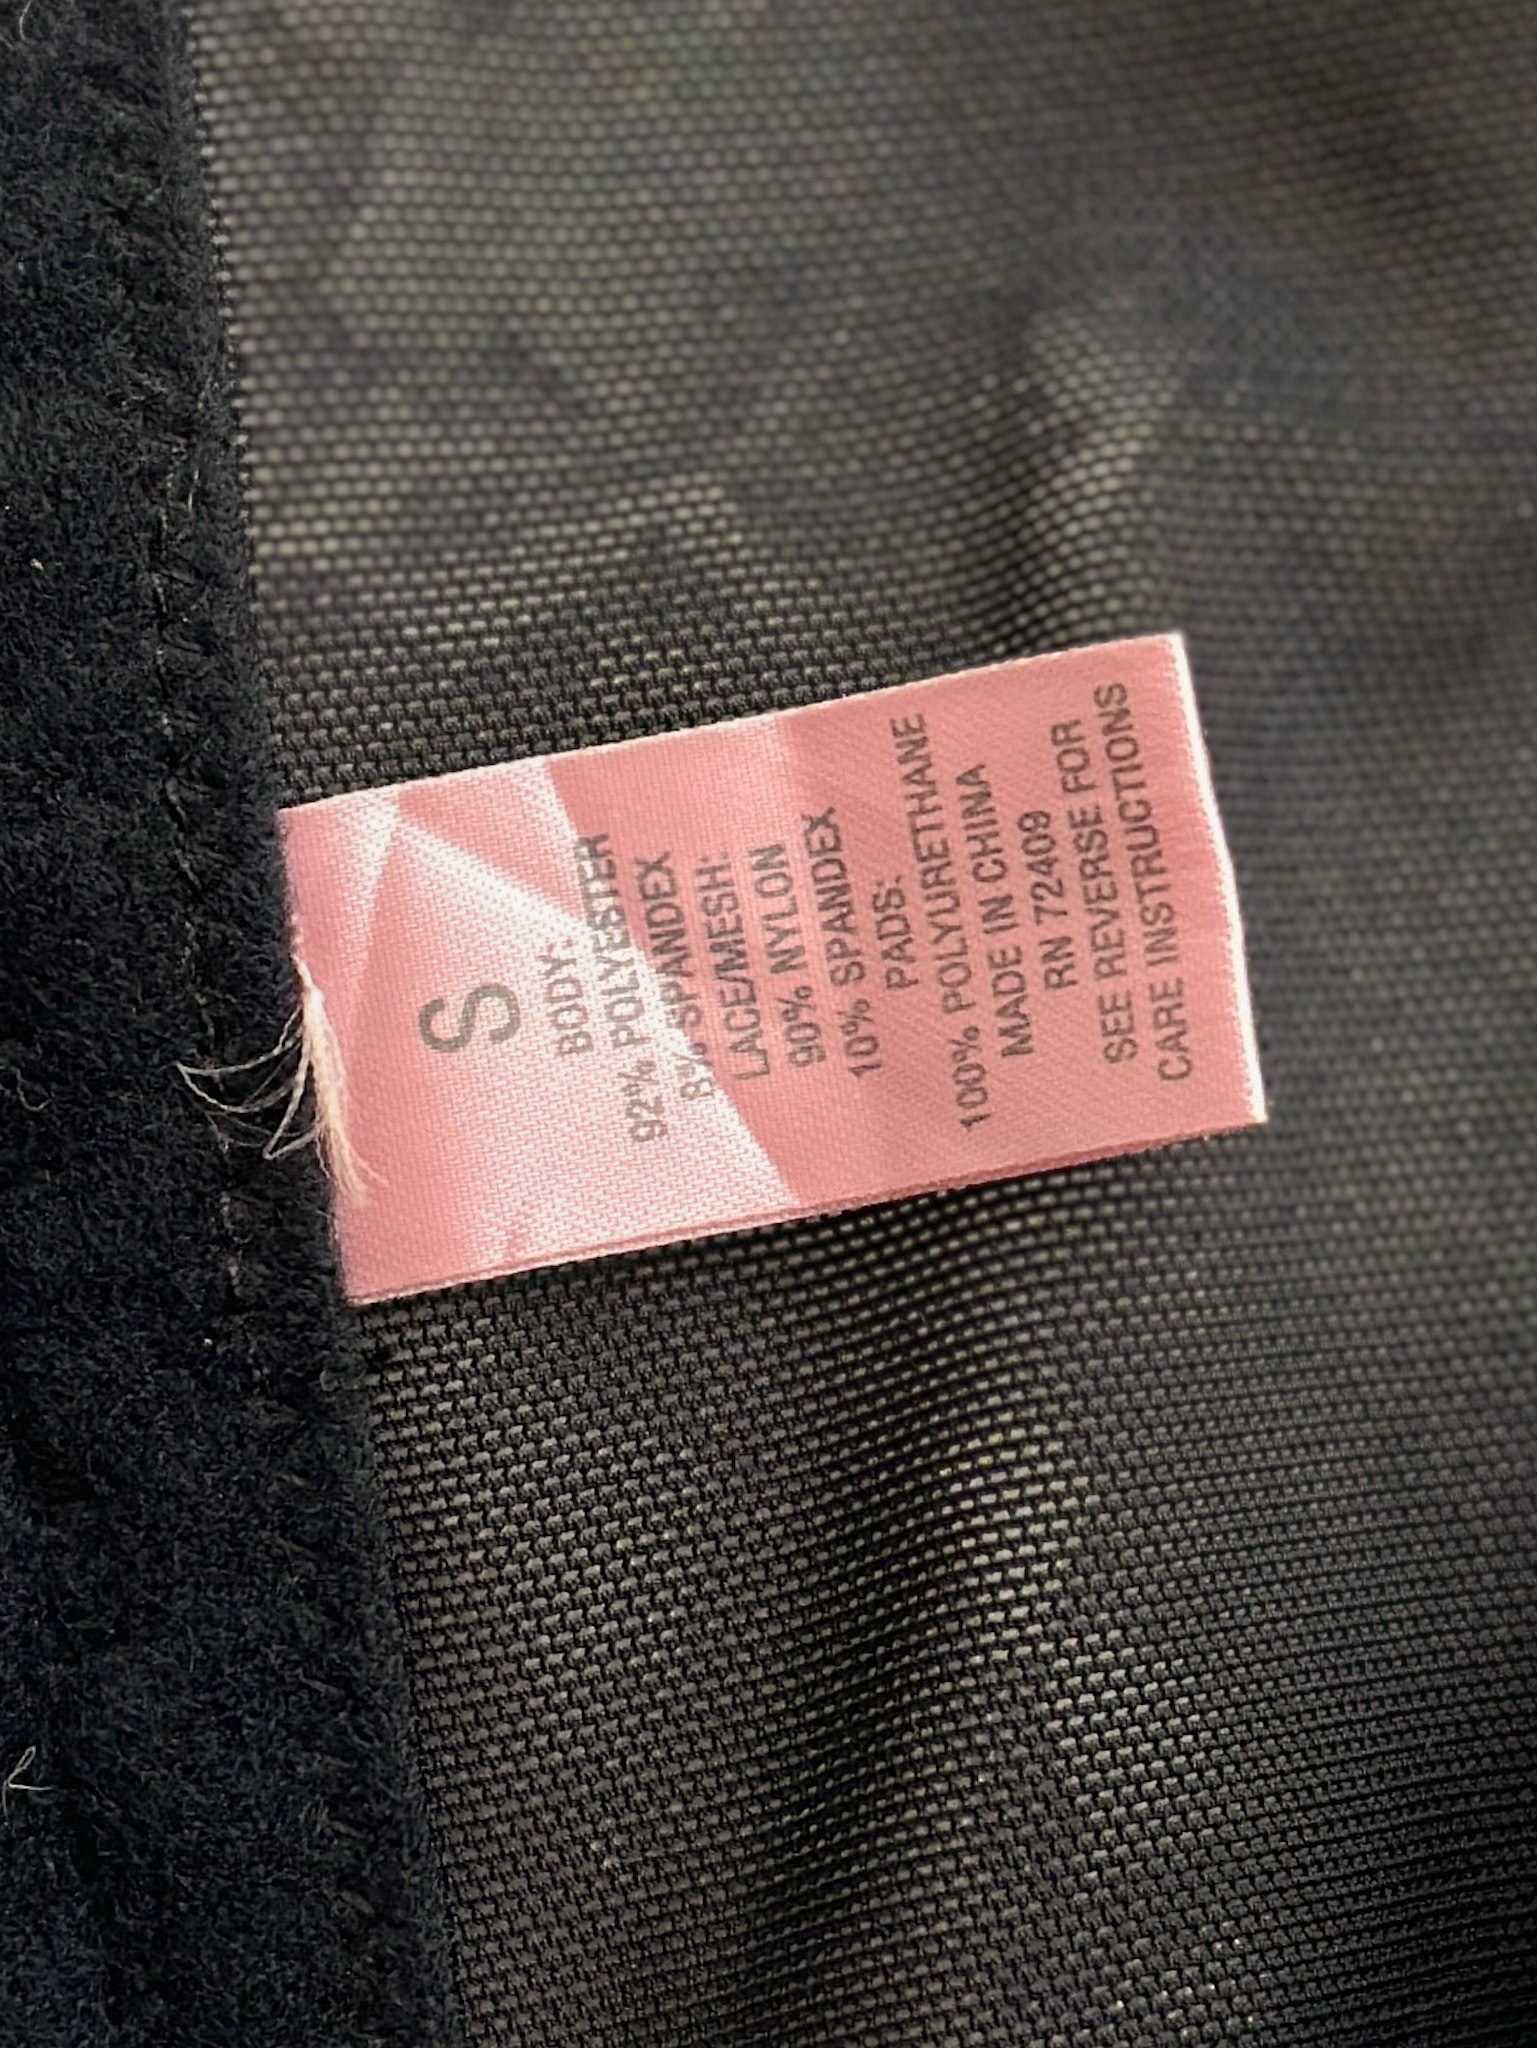 S
BODY:
92% POLYESTER
8% SPANDEX
LACE/MESH:
90% NYLON
10% SPANDEX
PADS:
100% POLYURETHANE
MADE IN CHINA
RN 72409
SEE REVERSE FOR
CARE INSTRUCTIONS